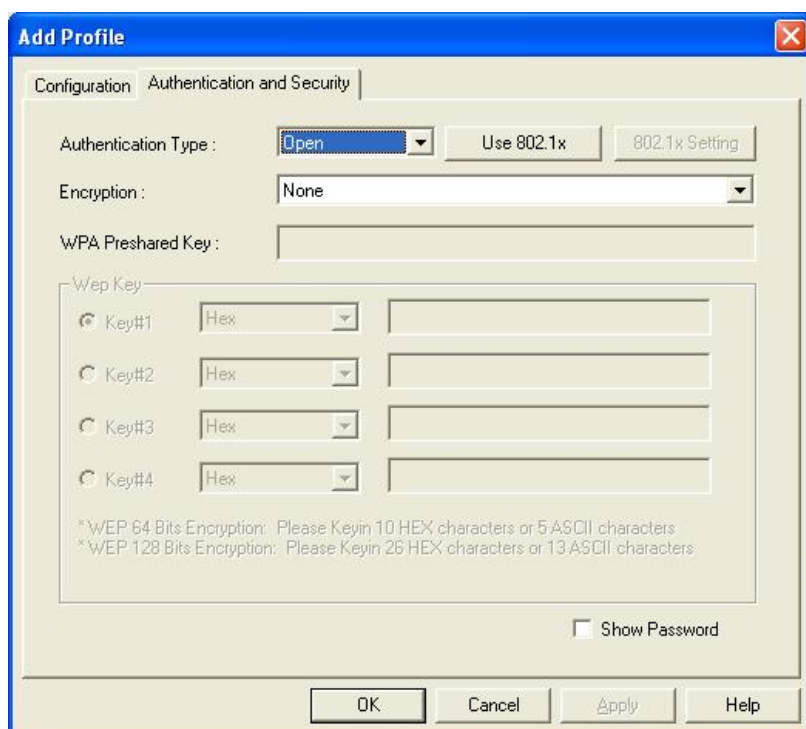 Add Profile
Configuration Authentication and Security
Authentication Type : Open Use 802.1x 802.1x Setting
Encryption : None
WPA Preshared Key :
Wep Key
Key#1 Hex
Key#2 Hex
Key#3 Hex
Key#4 Hex
* WEP 64 Bits Encryption: Please Keyin 10 HEX characters or 5 ASCII characters
* WEP 128 Bits Encryption: Please Keyin 26 HEX characters or 13 ASCII characters
Show Password
OK Cancel Apply Help